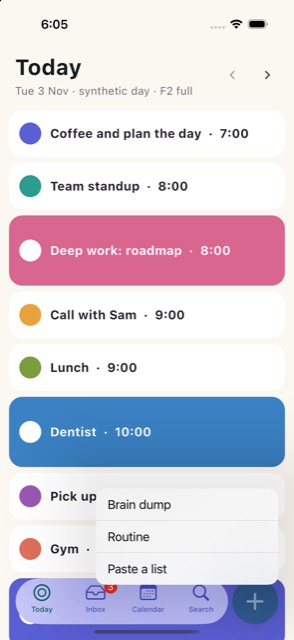 6:05
Today
Tue 3 Nov · synthetic day · F2 full
Coffee and plan the day · 7:00
Team standup · 8:00
Deep work: roadmap · 8:00
Call with Sam · 9:00
Lunch · 9:00
Dentist · 10:00
Pick up
Brain dump
Routine
Gym ·
Paste a list
3
Today
Inbox
Calendar
Search